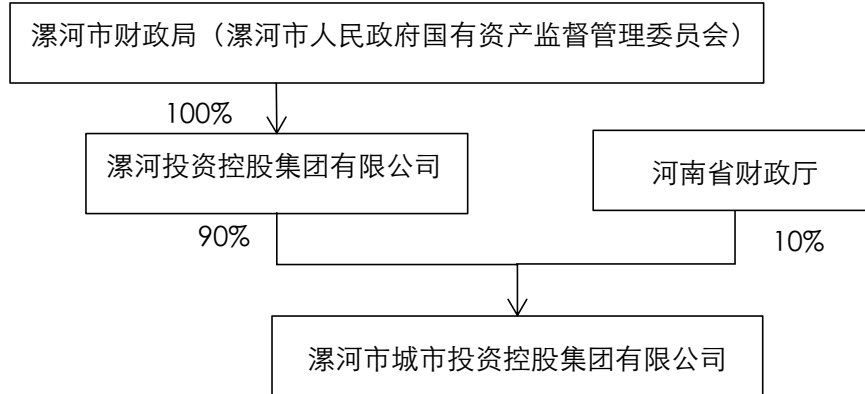 漯河市财政局（漯河市人民政府国有资产监督管理委员会）
100%
漯河投资控股集团有限公司
河南省财政厅
90%
10%
漯河市城市投资控股集团有限公司